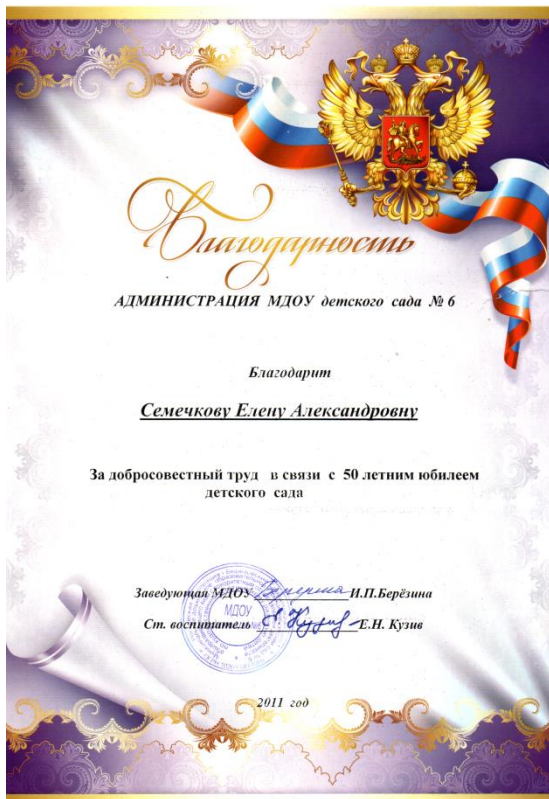 Благодарность
АДМИНИСТРАЦИЯ МДОУ детского сада № 6
Благодарит
Семечкову Елену Александровну
За добросовестный труд в связи с 50 летним юбилеем
детского сада
Заведующая МДОУ И.П.Берёзина
МДОУ
Ст. воспитатель Е.Н. Кузив
2011 год